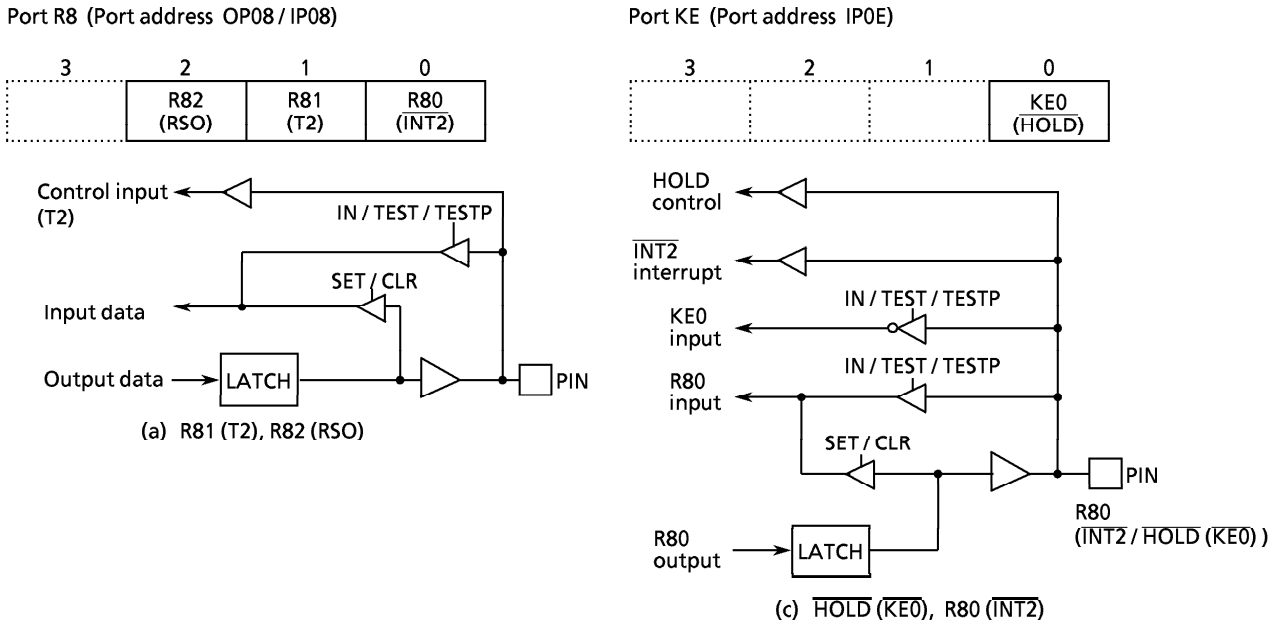 Port R8 (Port address OP08 / IP08)
3 2 1 0
R82 R81 R80
(RSO) (T2) (INT2)
Control input
(T2)
IN / TEST / TESTP
SET / CLR
Input data
Output data LATCH PIN
(a) R81 (T2), R82 (RSO)
Port KE (Port address IP0E)
3 2 1 0
KE0
(HOLD)
HOLD
control
INT2
interrupt
IN / TEST / TESTP
KE0
input
IN / TEST / TESTP
R80
input
SET / CLR
PIN
R80
(INT2 / HOLD (KE0) )
R80
output
LATCH
(c) HOLD (KE0), R80 (INT2)